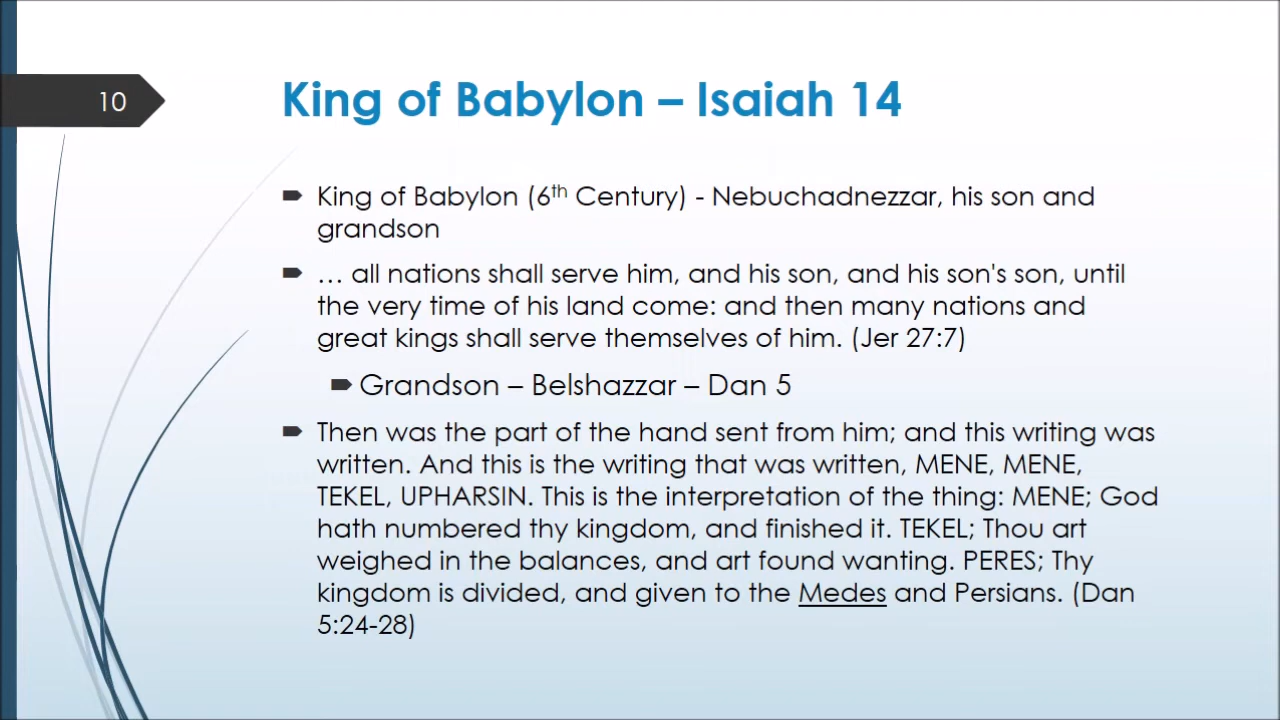 10
King of Babylon – Isaiah 14
King of Babylon (6th Century) - Nebuchadnezzar, his son and
grandson
… all nations shall serve him, and his son, and his son's son, until
the very time of his land come: and then many nations and
great kings shall serve themselves of him. (Jer 27:7)
Grandson – Belshazzar – Dan 5
Then was the part of the hand sent from him; and this writing was
written. And this is the writing that was written, MENE, MENE,
TEKEL, UPHARSIN. This is the interpretation of the thing: MENE; God
hath numbered thy kingdom, and finished it. TEKEL; Thou art
weighed in the balances, and art found wanting. PERES; Thy
kingdom is divided, and given to the Medes and Persians. (Dan
5:24-28)